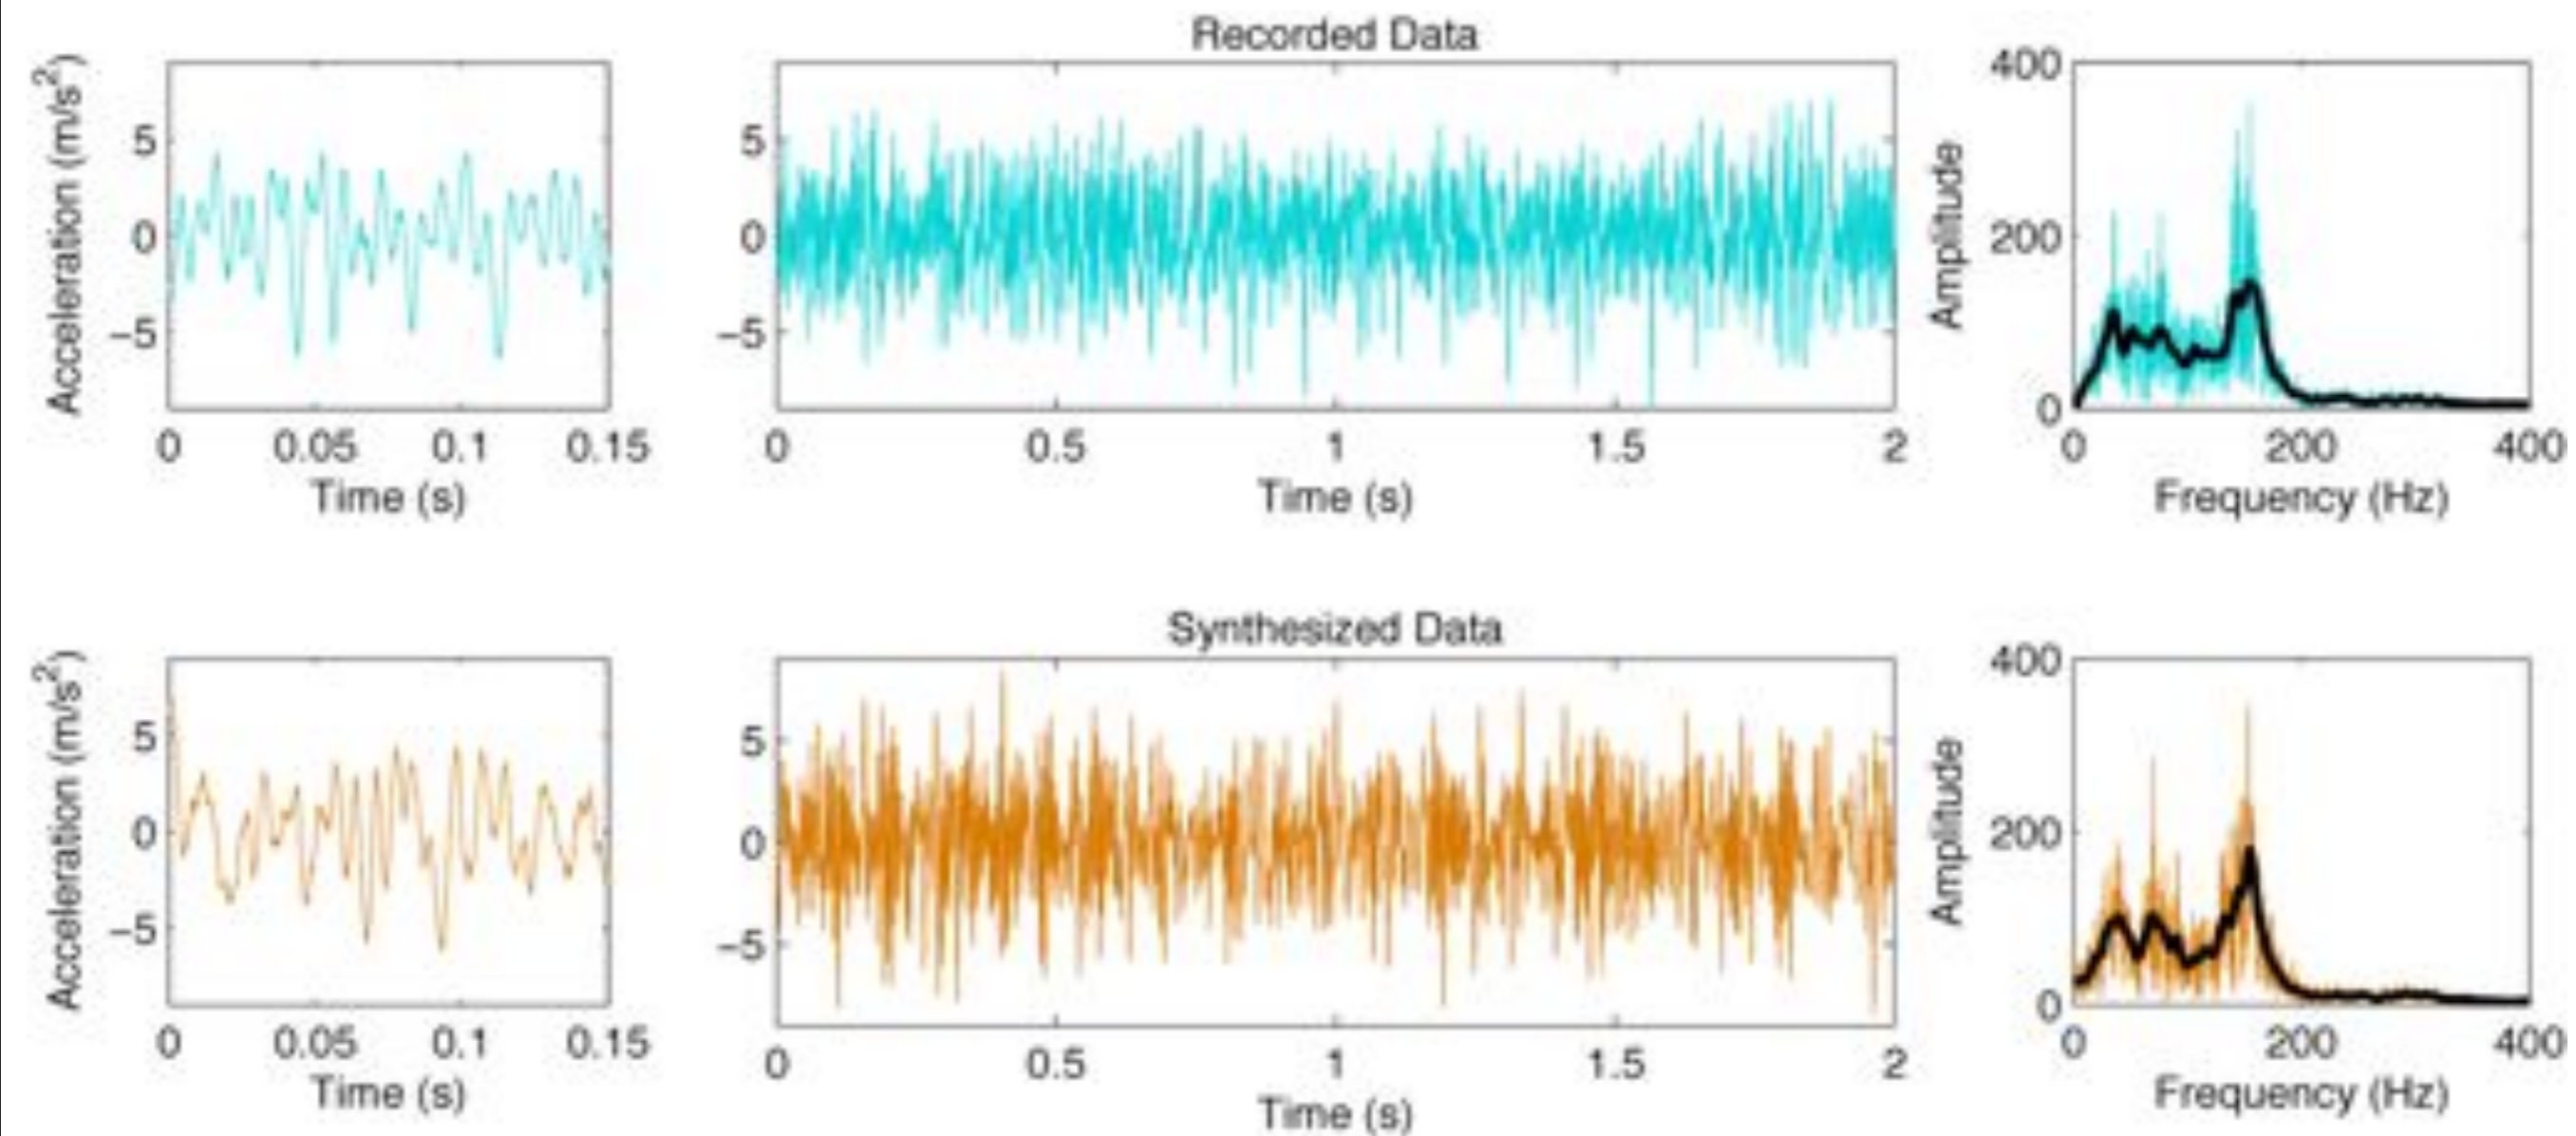 Recorded Data
Acceleration (m/s²)
5
0
−5
0 0.05 0.1 0.15
Time (s)
5
0
−5
0 0.5 1 1.5 2
Time (s)
Amplitude
400
200
0
0 200 400
Frequency (Hz)
Synthesized Data
Acceleration (m/s²)
5
0
−5
0 0.05 0.1 0.15
Time (s)
5
0
−5
0 0.5 1 1.5 2
Time (s)
Amplitude
400
200
0
0 200 400
Frequency (Hz)